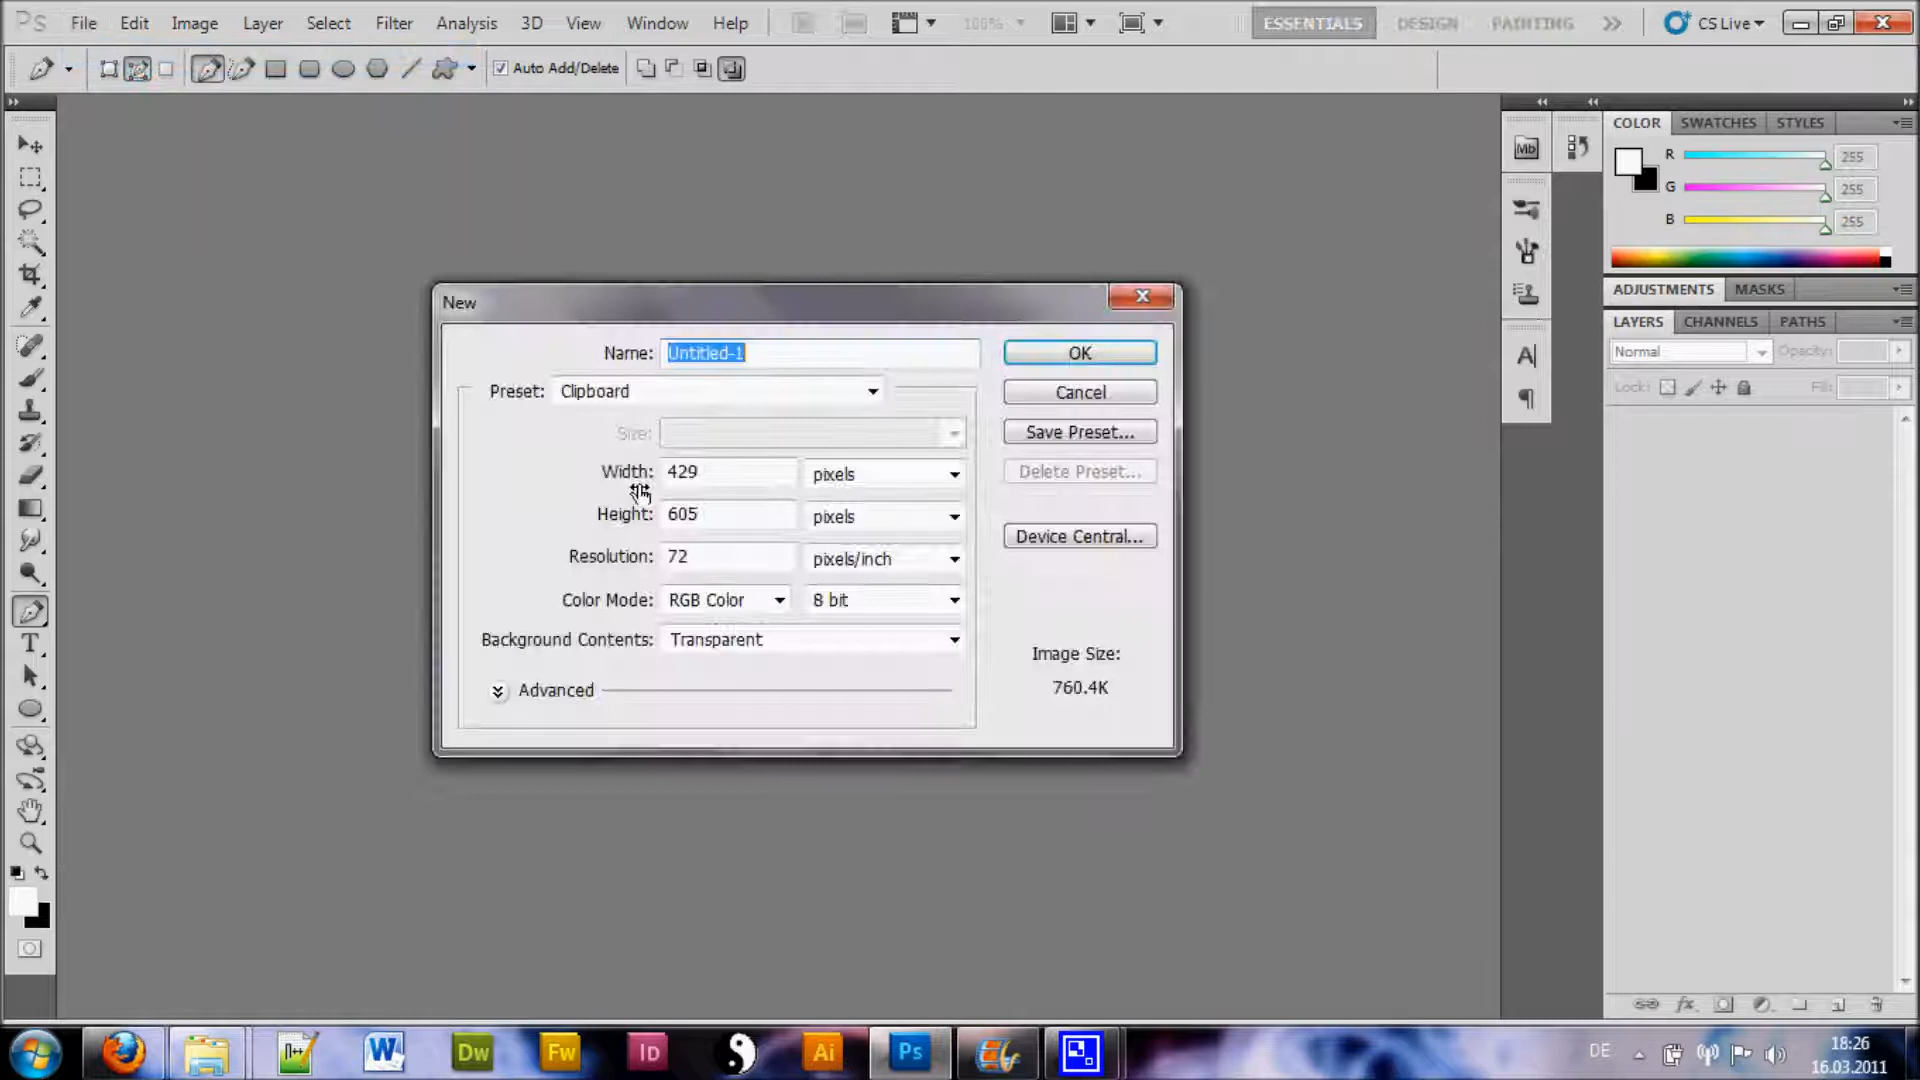 Ps File Edit Image Layer Select Filter Analysis 3D View Window Help 100% ESSENTIALS DESIGN PAINTING CS Live
Auto Add/Delete
COLOR SWATCHES STYLES
Mb
R 255
G 255
B 255
ADJUSTMENTS MASKS
LAYERS CHANNELS PATHS
Normal Opacity:
Lock: Fill:
New
Name: Untitled-1 OK
Preset: Clipboard Cancel
Size: Save Preset...
Width: 429 pixels Delete Preset...
Height: 605 pixels Device Central...
Resolution: 72 pixels/inch
Color Mode: RGB Color 8 bit
Background Contents: Transparent
Image Size:
760.4K
Advanced
T
A
W Dw Fw Id Ai Ps
DE 18:26
16.03.2011